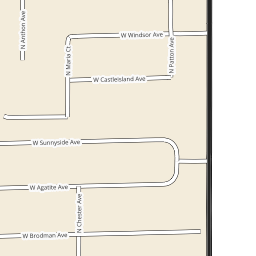 N Anthon Ave
W Windsor Ave
N Maria Ct
N Patton Ave
W Castleisland Ave
W Sunnyside Ave
W Agatite Ave
N Chester Ave
W Brodman Ave